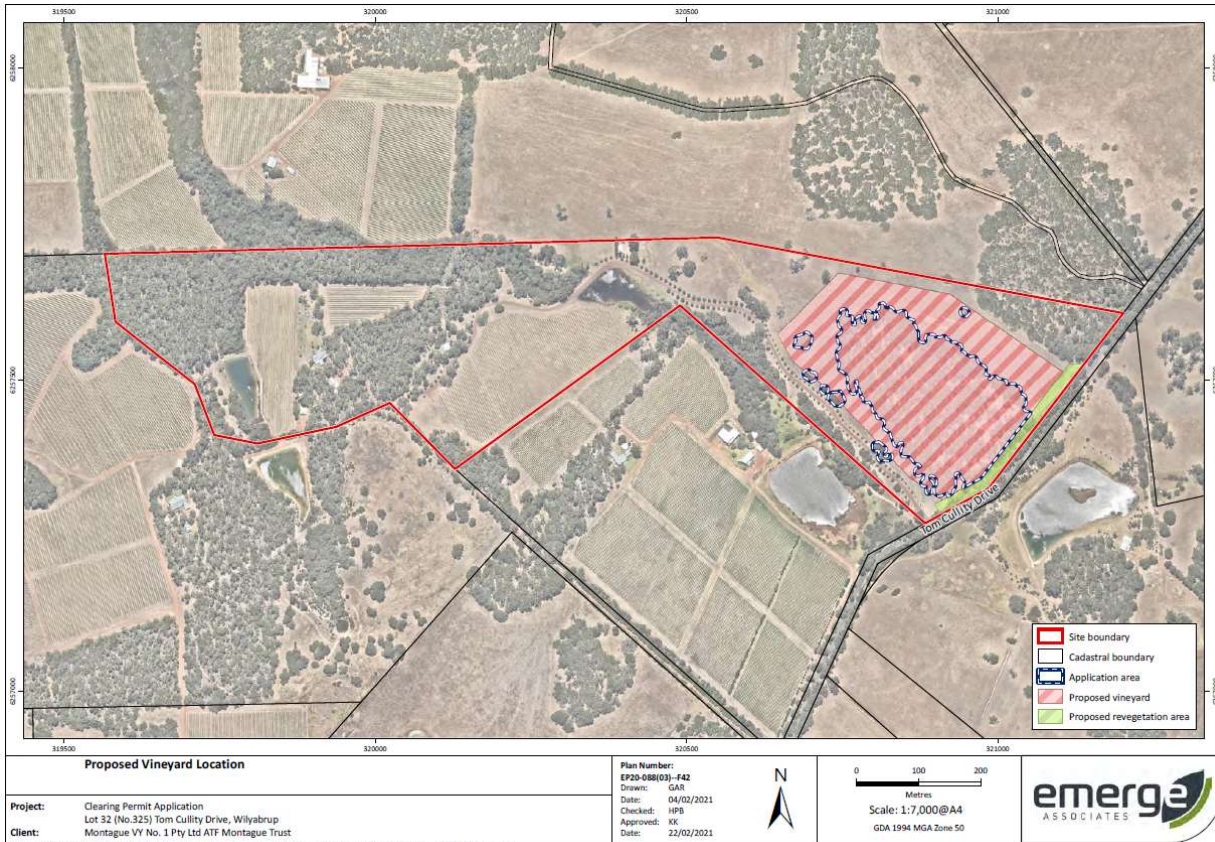 319500 320000 320500 321000
6258000
6257500
6257000
Tom Cullity Drive
Site boundary
Cadastral boundary
Application area
Proposed vineyard
Proposed revegetation area
319500 320000 320500 321000
Proposed Vineyard Location
Project: Clearing Permit Application
Lot 32 (No.325) Tom Cullity Drive, Wilyabrup
Client: Montague VY No. 1 Pty Ltd ATF Montague Trust
Plan Number:
EP20-088(03)--F42
Drawn: GAR
Date: 04/02/2021
Checked: HPB
Approved: KK
Date: 22/02/2021
N
0 100 200
Metres
Scale: 1:7,000@A4
GDA 1994 MGA Zone 50
emerge
ASSOCIATES